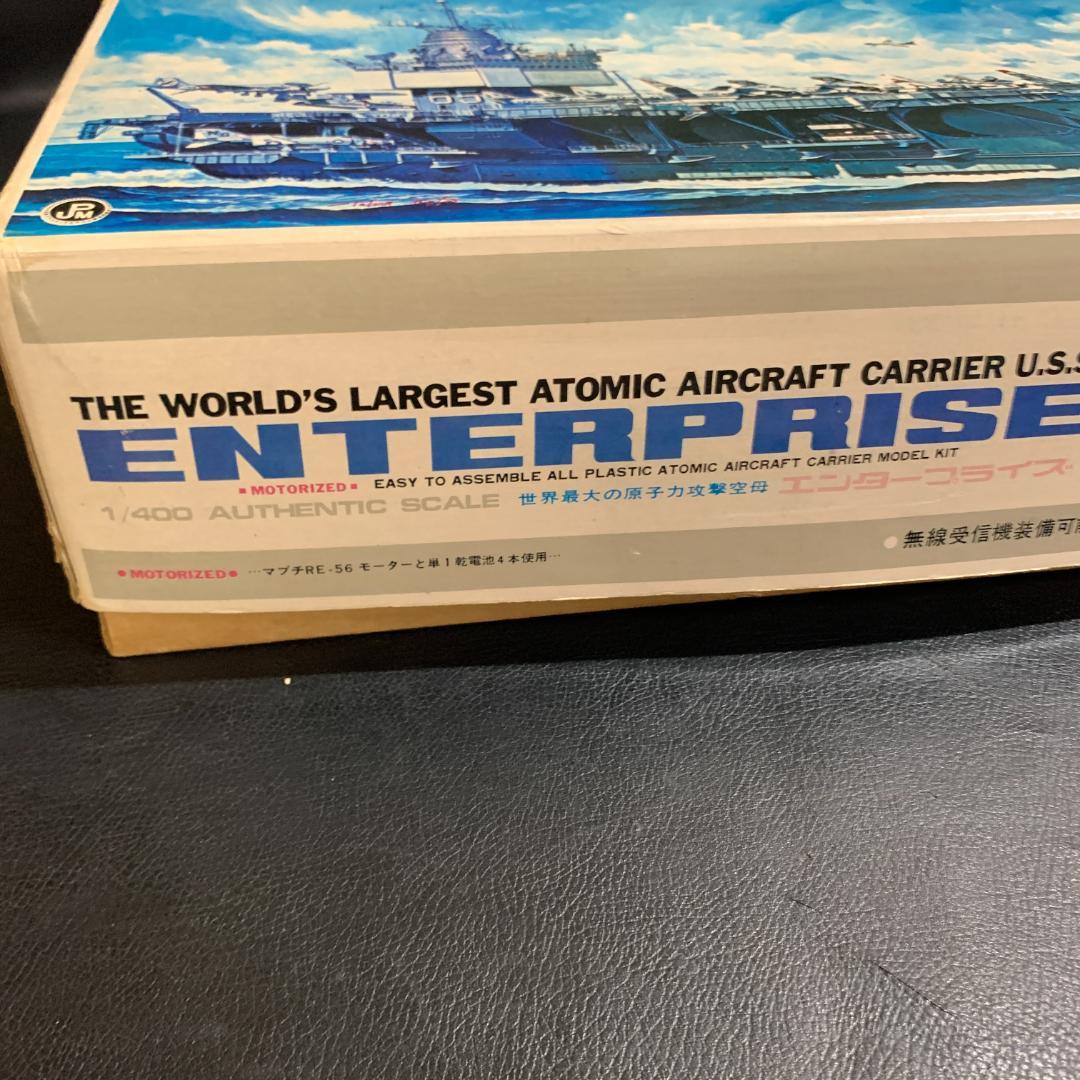 JPM
THE WORLD'S LARGEST ATOMIC AIRCRAFT CARRIER U.S.S
ENTERPRISE
■ MOTORIZED ■ EASY TO ASSEMBLE ALL PLASTIC ATOMIC AIRCRAFT CARRIER MODEL KIT
1/400 AUTHENTIC SCALE 世界最大の原子力攻撃空母 エンタープライズ
●MOTORIZED● …マブチRE-56 モーターと単1乾電池4本使用…
●無線受信機装備可